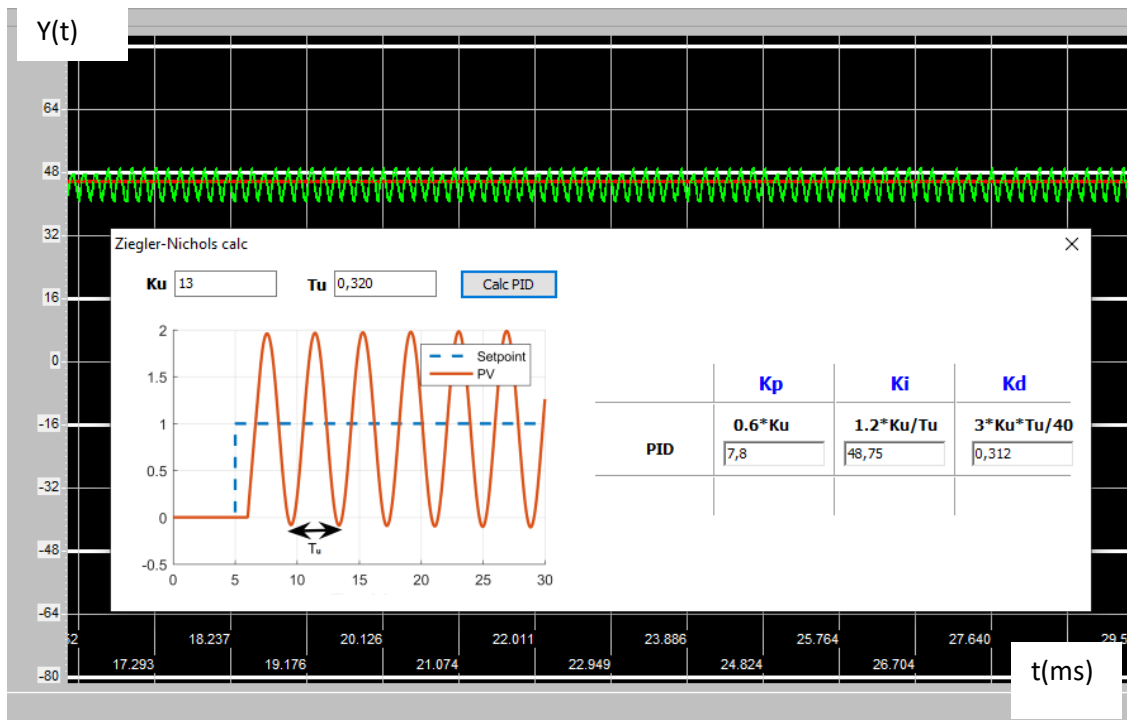 Y(t)
64
48
32
16
0
-16
-32
-48
-64
-80
Ziegler-Nichols calc
Ku 13 Tu 0,320 Calc PID
2
1.5
1
0.5
0
-0.5
Setpoint
PV
Tu
0 5 10 15 20 25 30
Kp Ki Kd
0.6*Ku 1.2*Ku/Tu 3*Ku*Tu/40
PID 7,8 48,75 0,312
52 18.237 20.126 22.011 23.886 25.764 27.640 29.5
17.293 19.176 21.074 22.949 24.824 26.704
t(ms)